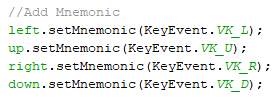 //Add Mnemonic
left.setMnemonic(KeyEvent.VK_L);
up.setMnemonic(KeyEvent.VK_U);
right.setMnemonic(KeyEvent.VK_R);
down.setMnemonic(KeyEvent.VK_D);